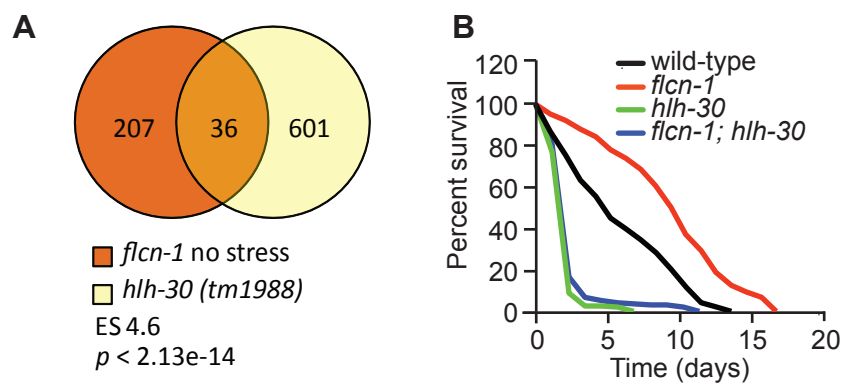 A
207 36 601
flcn-1 no stress
hlh-30 (tm1988)
ES 4.6
p < 2.13e-14
B
wild-type
flcn-1
hlh-30
flcn-1; hlh-30
Percent survival
120
100
80
60
40
20
0
0 5 10 15 20
Time (days)